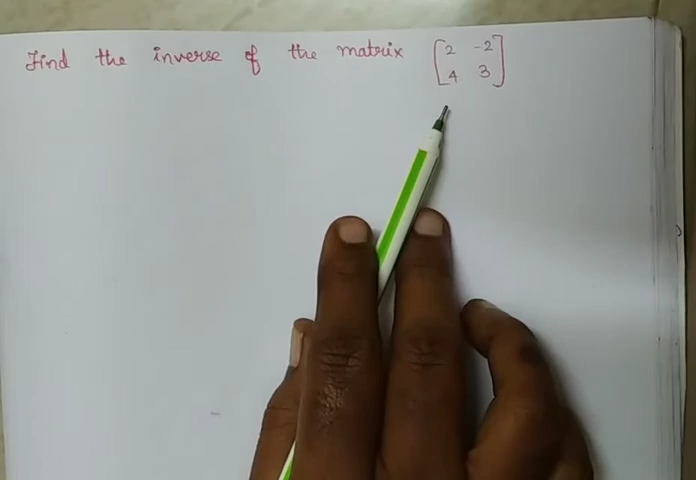 Find the inverse of the matrix [2 -2
4 3]